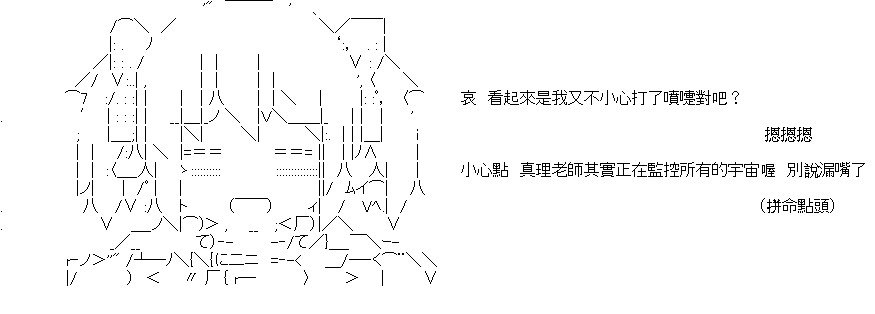 哀　看起來是我又不小心打了噴嚏對吧？
摁摁摁
小心點　真理老師其實正在監控所有的宇宙喔　別說漏嘴了
（拼命點頭）